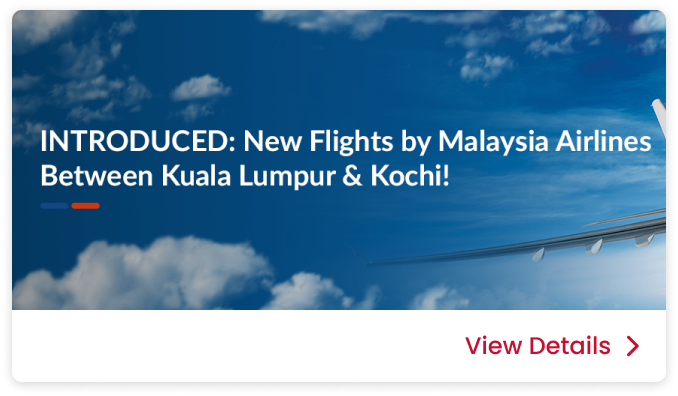 INTRODUCED: New Flights by Malaysia Airlines
Between Kuala Lumpur & Kochi!
View Details